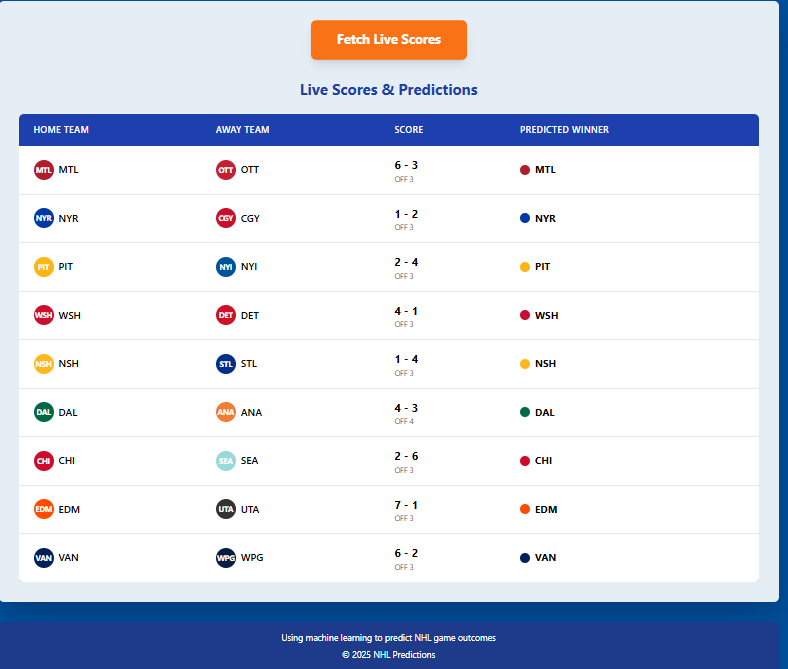 Fetch Live Scores
Live Scores & Predictions
HOME TEAM AWAY TEAM SCORE PREDICTED WINNER
MTL MTL OTT OTT 6 - 3 MTL
OFF 3
NYR NYR CGY CGY 1 - 2 NYR
OFF 3
PIT PIT NYI NYI 2 - 4 PIT
OFF 3
WSH WSH DET DET 4 - 1 WSH
OFF 3
NSH NSH STL STL 1 - 4 NSH
OFF 3
DAL DAL ANA ANA 4 - 3 DAL
OFF 4
CHI CHI SEA SEA 2 - 6 CHI
OFF 3
EDM EDM UTA UTA 7 - 1 EDM
OFF 3
VAN VAN WPG WPG 6 - 2 VAN
OFF 3
Using machine learning to predict NHL game outcomes
© 2025 NHL Predictions